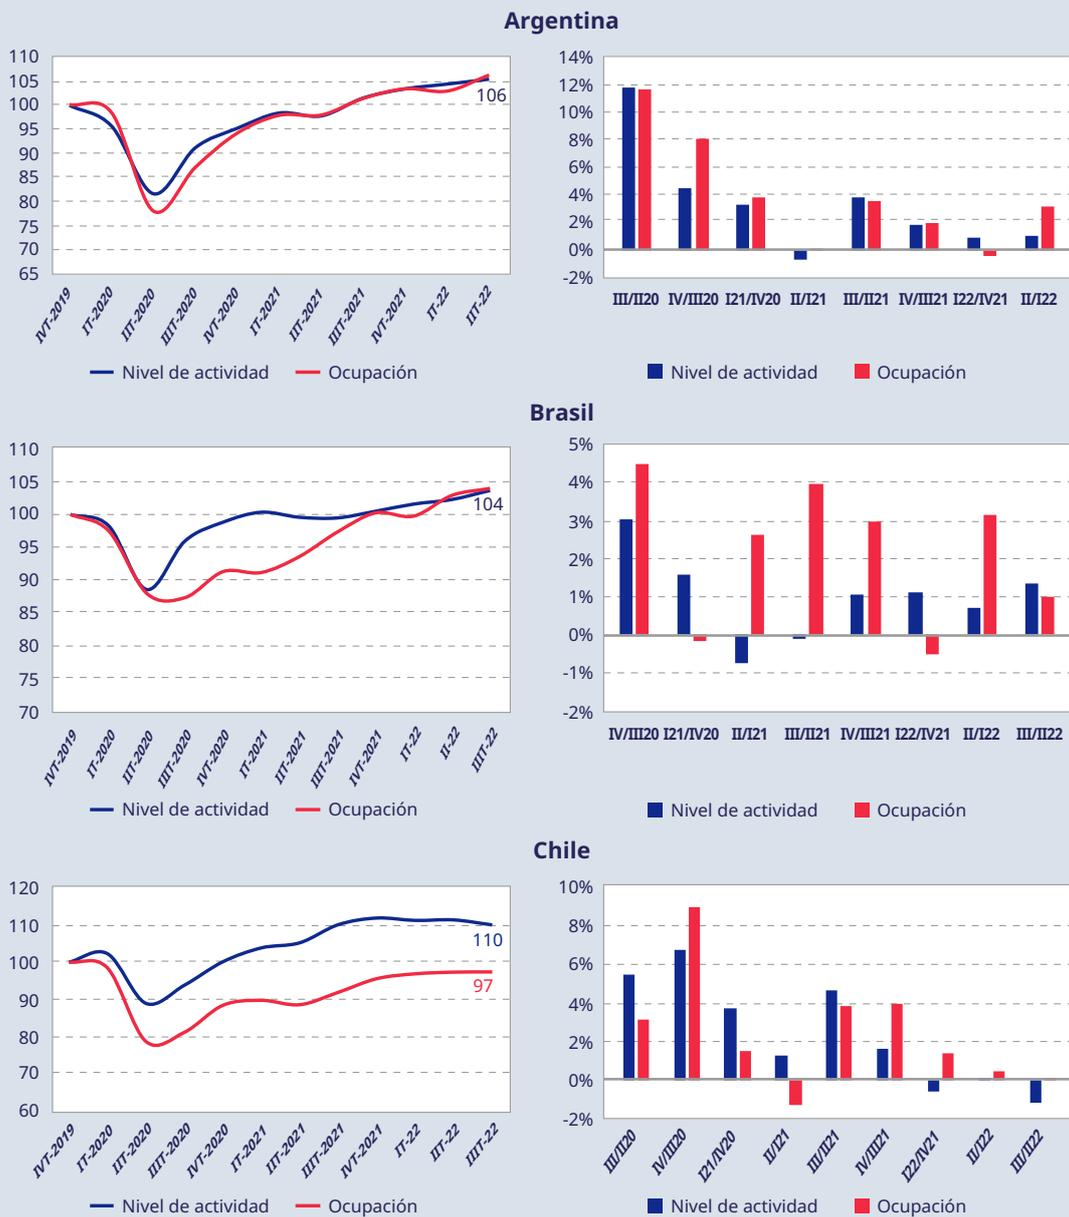 Argentina
110
105
100
95
90
85
80
75
70
65
106
IVT-2019
IT-2020
IIT-2020
IIIT-2020
IVT-2020
IT-2021
IIT-2021
IIIT-2021
IVT-2021
IT-22
IIT-22
Nivel de actividad
Ocupación
14%
12%
10%
8%
6%
4%
2%
0%
-2%
III/II20 IV/III20 I21/IV20 II/I21 III/II21 IV/III21 I22/IV21 II/I22
Nivel de actividad
Ocupación
Brasil
110
105
100
95
90
85
80
75
70
104
IVT-2019
IT-2020
IIT-2020
IIIT-2020
IVT-2020
IT-2021
IIT-2021
IIIT-2021
IVT-2021
IT-22
II-22
IIIT-22
Nivel de actividad
Ocupación
5%
4%
3%
2%
1%
0%
-1%
-2%
IV/III20 I21/IV20 II/I21 III/II21 IV/III21 I22/IV21 II/I22 III/II22
Nivel de actividad
Ocupación
Chile
120
110
100
90
80
70
60
110
97
IVT-2019
IT-2020
IIT-2020
IIIT-2020
IVT-2020
IT-2021
IIT-2021
IIIT-2021
IVT-2021
IT-22
IIT-22
IIIT-22
Nivel de actividad
Ocupación
10%
8%
6%
4%
2%
0%
-2%
III/II20
IV/III20
I21/IV20
II/I21
III/II21
IV/III21
I22/IV21
II/I22
III/II22
Nivel de actividad
Ocupación